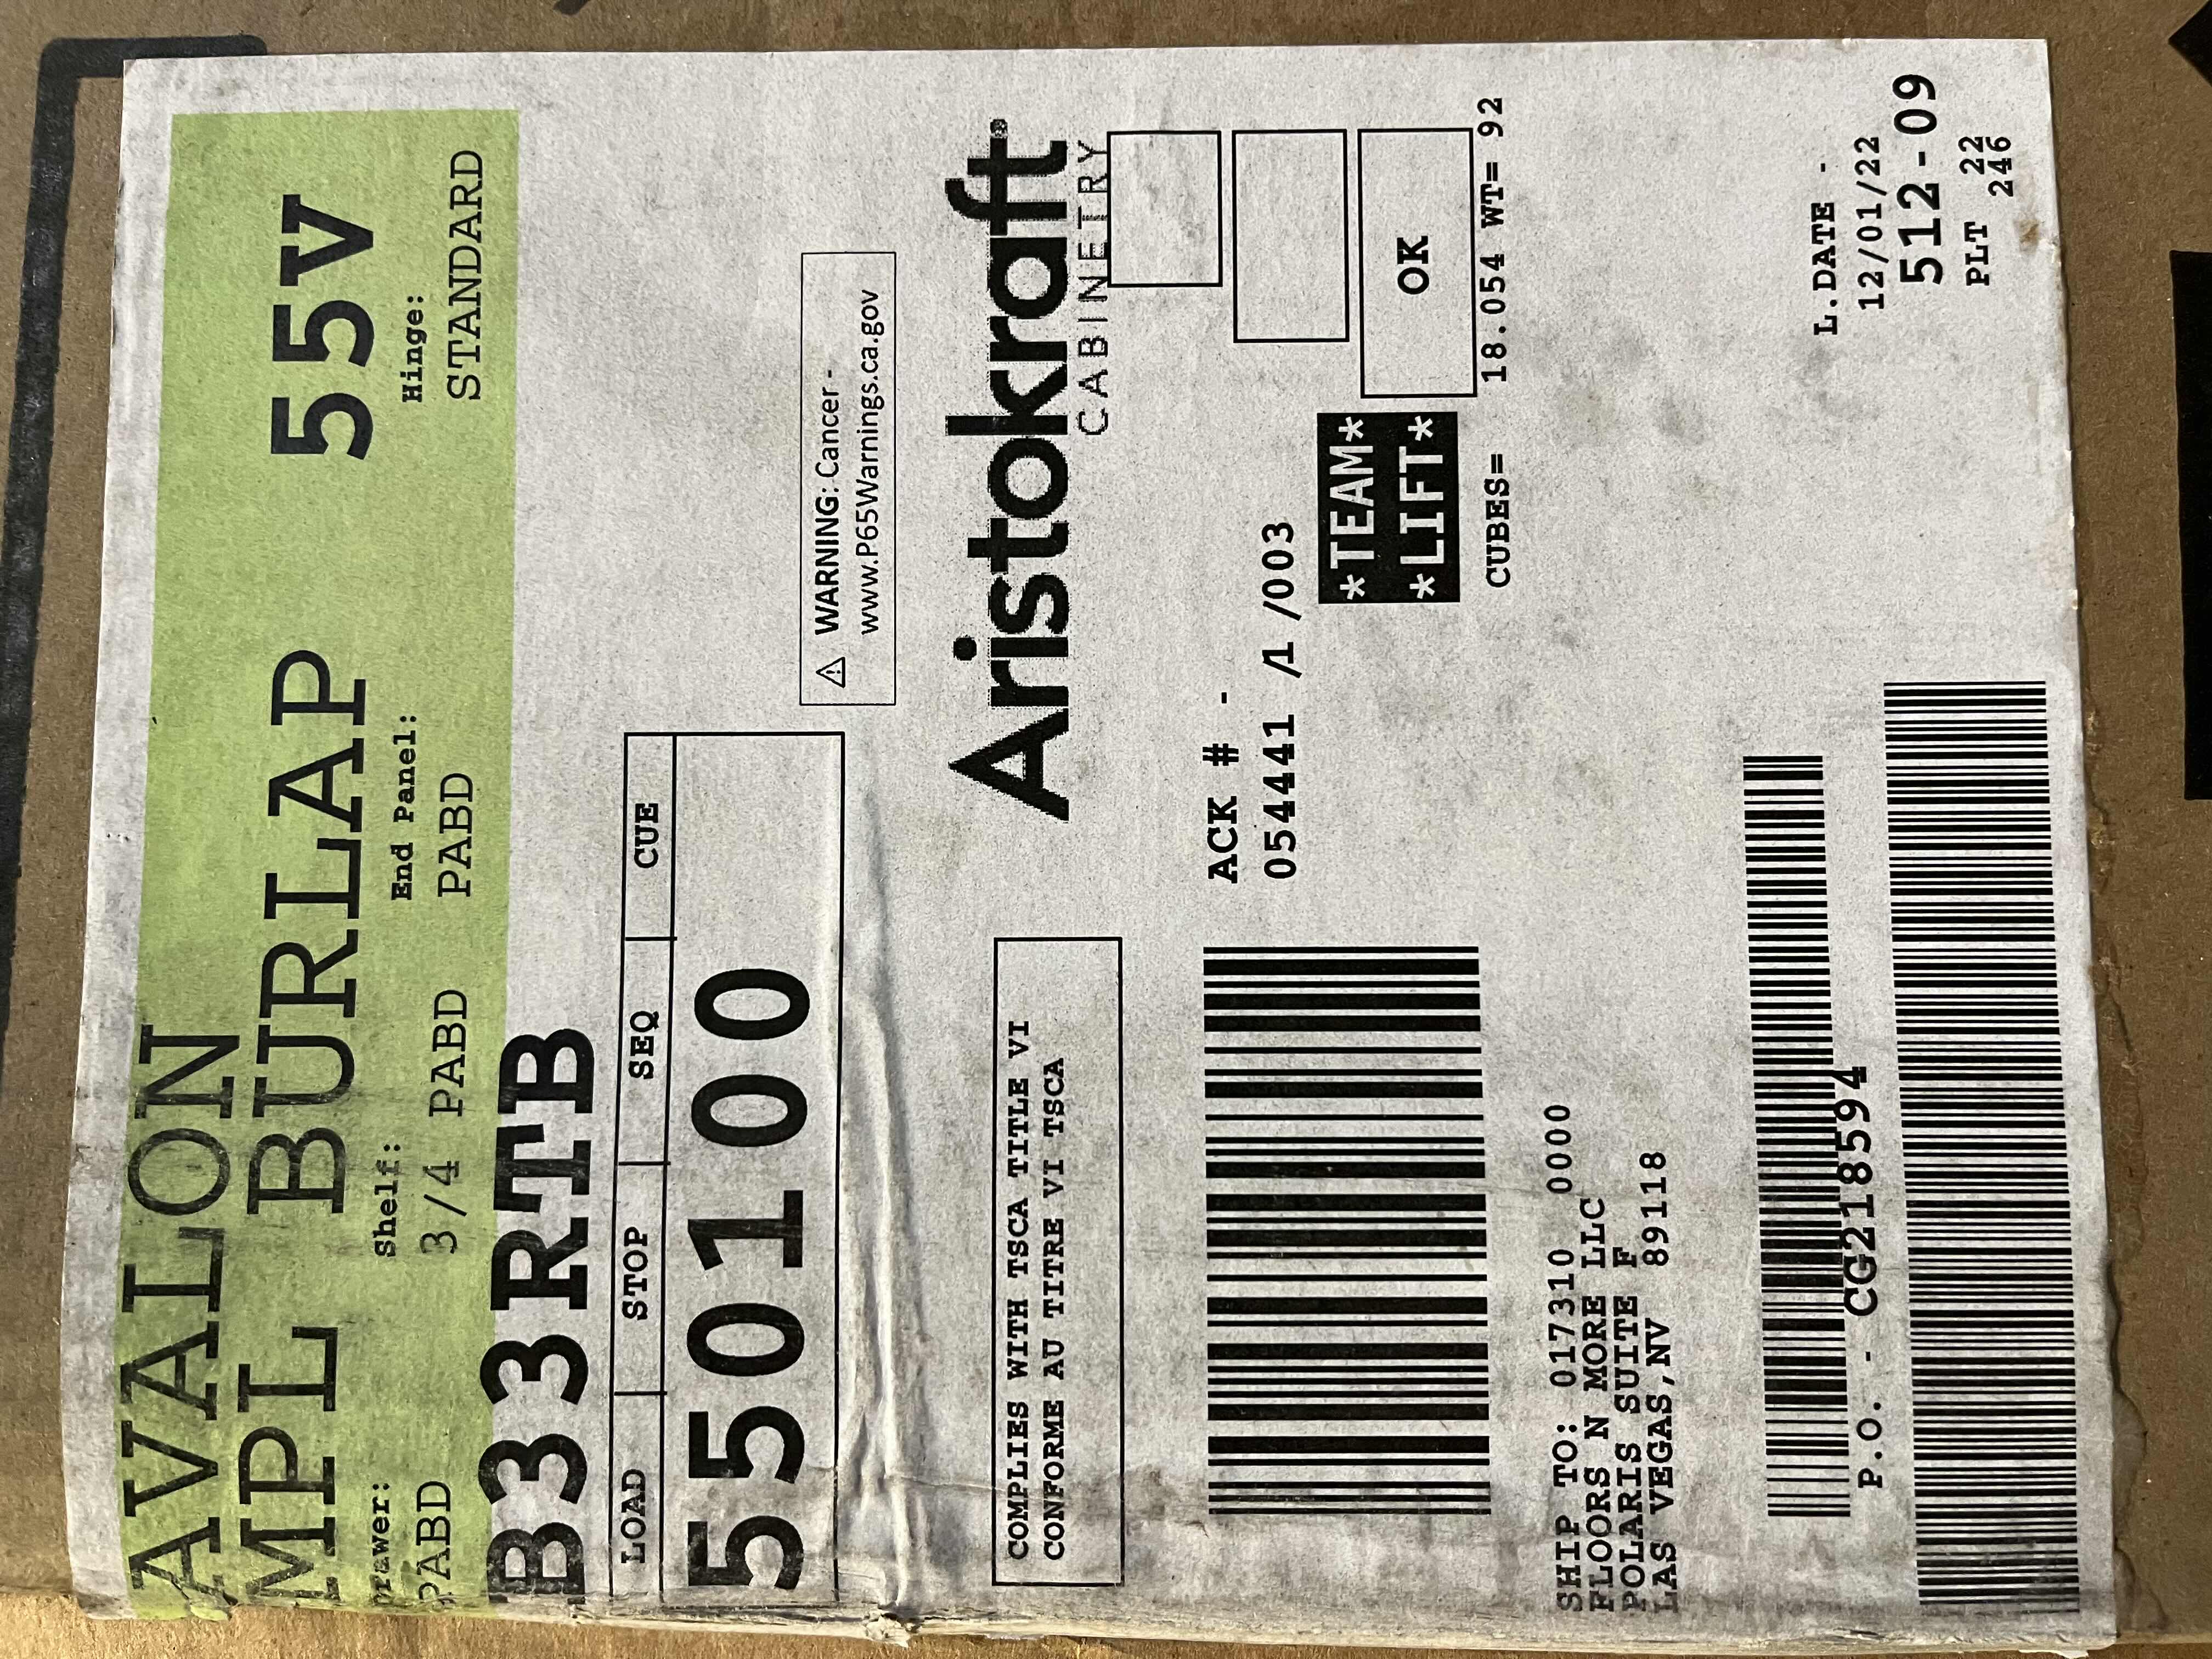 AVALON
MPL BURLAP 55V
Drawer: Shelf: End Panel: Hinge:
PABD 3/4 PABD PABD STANDARD
B33RTB
LOAD STOP SEQ CUE
550100
⚠ WARNING: Cancer -
www.P65Warnings.ca.gov
Aristokraft®
CABINETRY
COMPLIES WITH TSCA TITLE VI
CONFORME AU TITRE VI TSCA
ACK # -
054441 /1 /003
*TEAM*
*LIFT*
OK
CUBES= 18.054 WT= 92
SHIP TO: 017310 0000
FLOORS N MORE LLC
POLARIS SUITE F
LAS VEGAS,NV 89118
P.O. - CG218594
L.DATE -
12/01/22
512-09
PLT 22
246